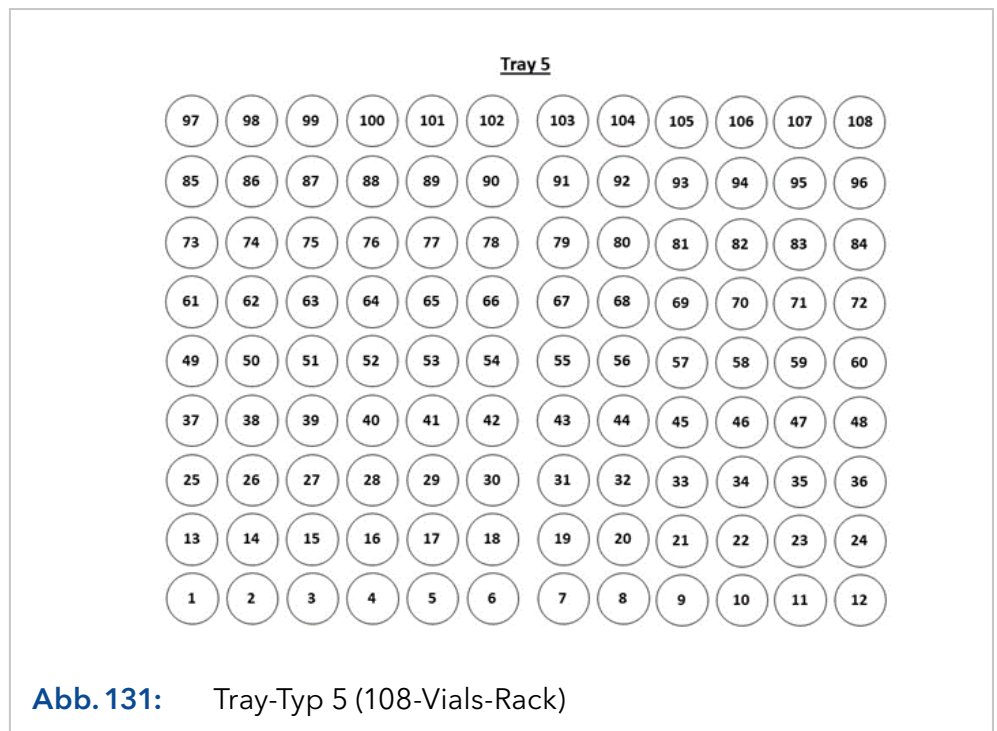 Tray 5
97 98 99 100 101 102 103 104 105 106 107 108
85 86 87 88 89 90 91 92 93 94 95 96
73 74 75 76 77 78 79 80 81 82 83 84
61 62 63 64 65 66 67 68 69 70 71 72
49 50 51 52 53 54 55 56 57 58 59 60
37 38 39 40 41 42 43 44 45 46 47 48
25 26 27 28 29 30 31 32 33 34 35 36
13 14 15 16 17 18 19 20 21 22 23 24
1 2 3 4 5 6 7 8 9 10 11 12
Abb. 131: Tray-Typ 5 (108-Vials-Rack)